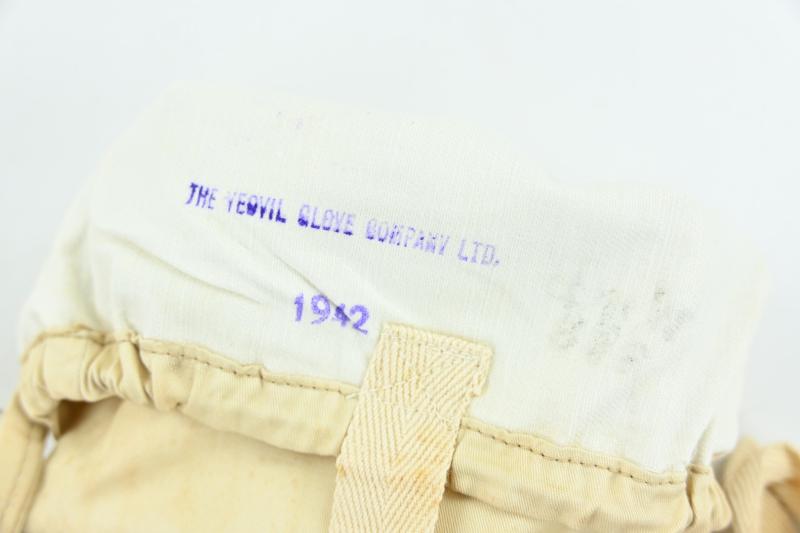 THE YEOVIL GLOVE COMPANY LTD.
1942